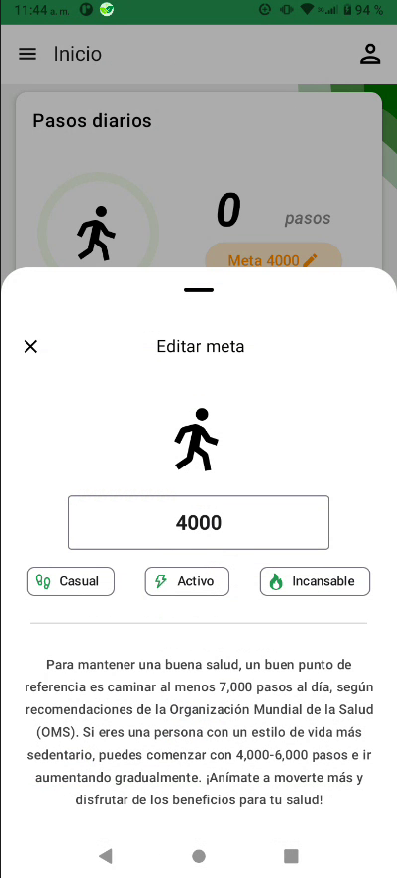 11:44 a. m.
94 %
Inicio
Pasos diarios
0 pasos
Meta 4000
Editar meta
4000
Casual Activo Incansable
Para mantener una buena salud, un buen punto de
referencia es caminar al menos 7,000 pasos al día, según
recomendaciones de la Organización Mundial de la Salud
(OMS). Si eres una persona con un estilo de vida más
sedentario, puedes comenzar con 4,000-6,000 pasos e ir
aumentando gradualmente. ¡Anímate a moverte más y
disfrutar de los beneficios para tu salud!